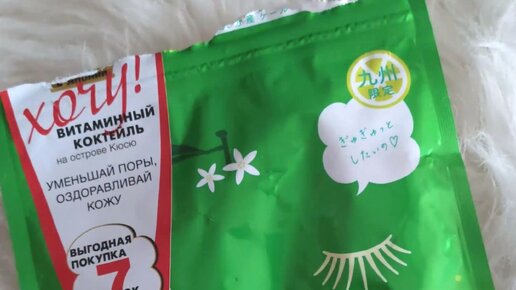 хочу!
ВИТАМИННЫЙ
КОКТЕЙЛЬ
на острове Кюсю
УМЕНЬШАЙ ПОРЫ,
ОЗДОРАВЛИВАЙ
КОЖУ
ВЫГОДНАЯ
ПОКУПКА
7
九州
限定
ぎゅぎゅっと
したいの♡